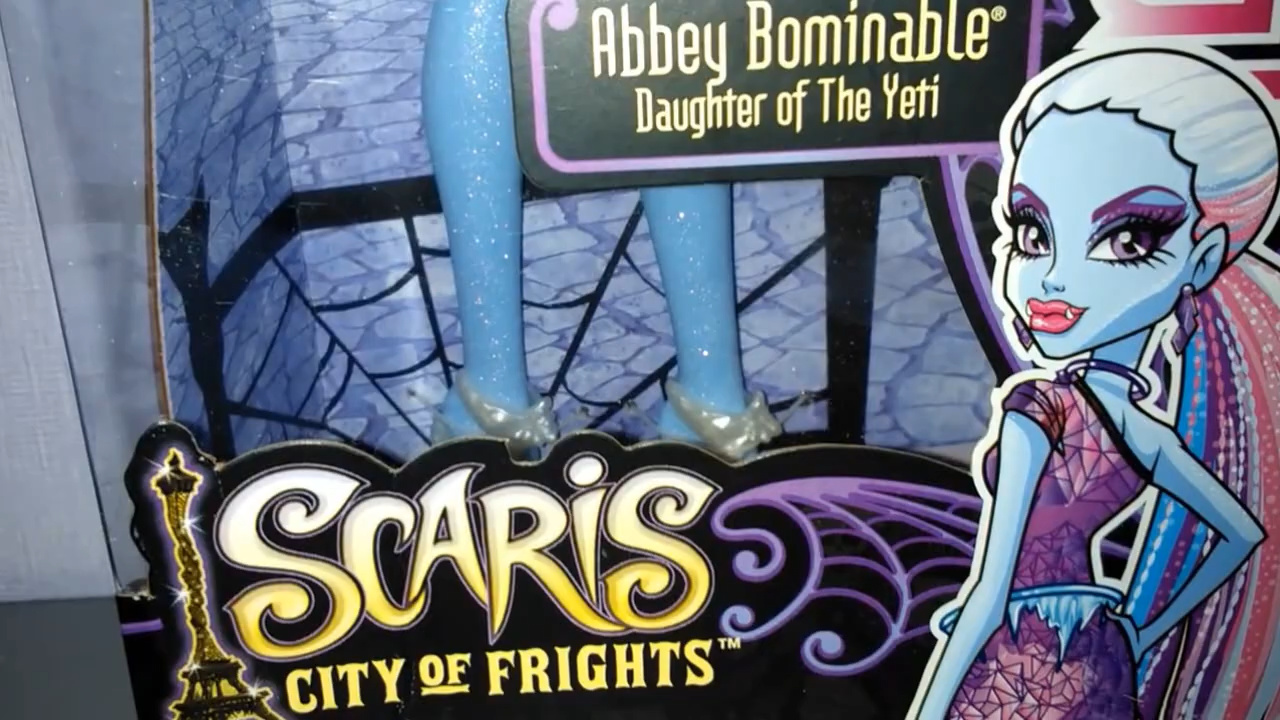 Abbey Bominable®
Daughter of The Yeti
SCARiS
CITY OF FRIGHTS™